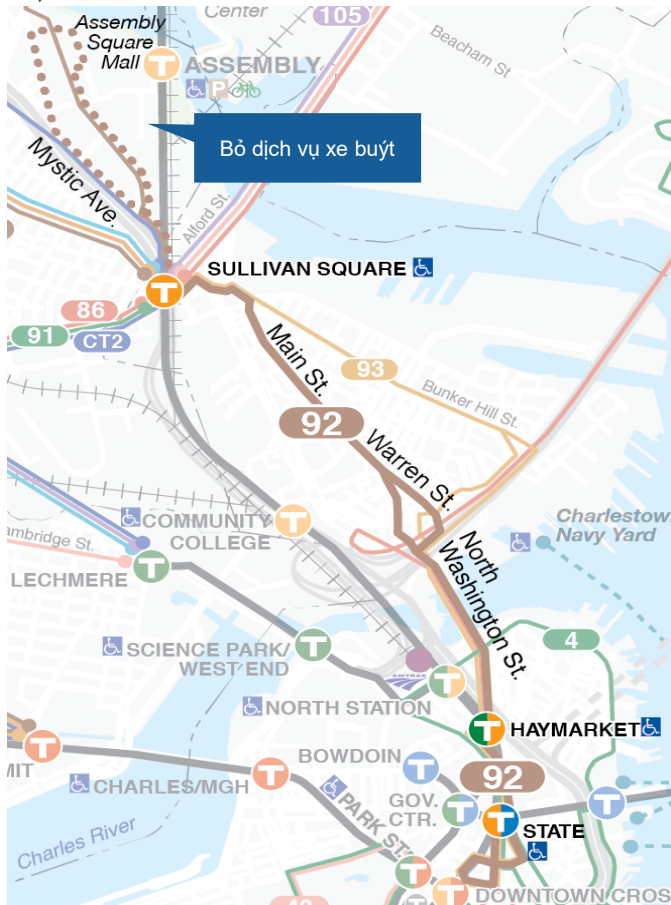 Center
105
Assembly
Square
Mall
ASSEMBLY
P
Beacham St
Bỏ dịch vụ xe buýt
Mystic Ave.
Alford St.
SULLIVAN SQUARE
T
86
91
CT2
Main St.
93
Bunker Hill St.
92
Warren St.
COMMUNITY
COLLEGE
Charlestow
Navy Yard
ambridge St.
LECHMERE
North
Washington St.
SCIENCE PARK/
WEST END
4
AMTRAK
NORTH STATION
HAYMARKET
BOWDOIN
92
MIT
CHARLES/MGH
GOV.
CTR.
PARK ST.
STATE
Charles River
DOWNTOWN CROS